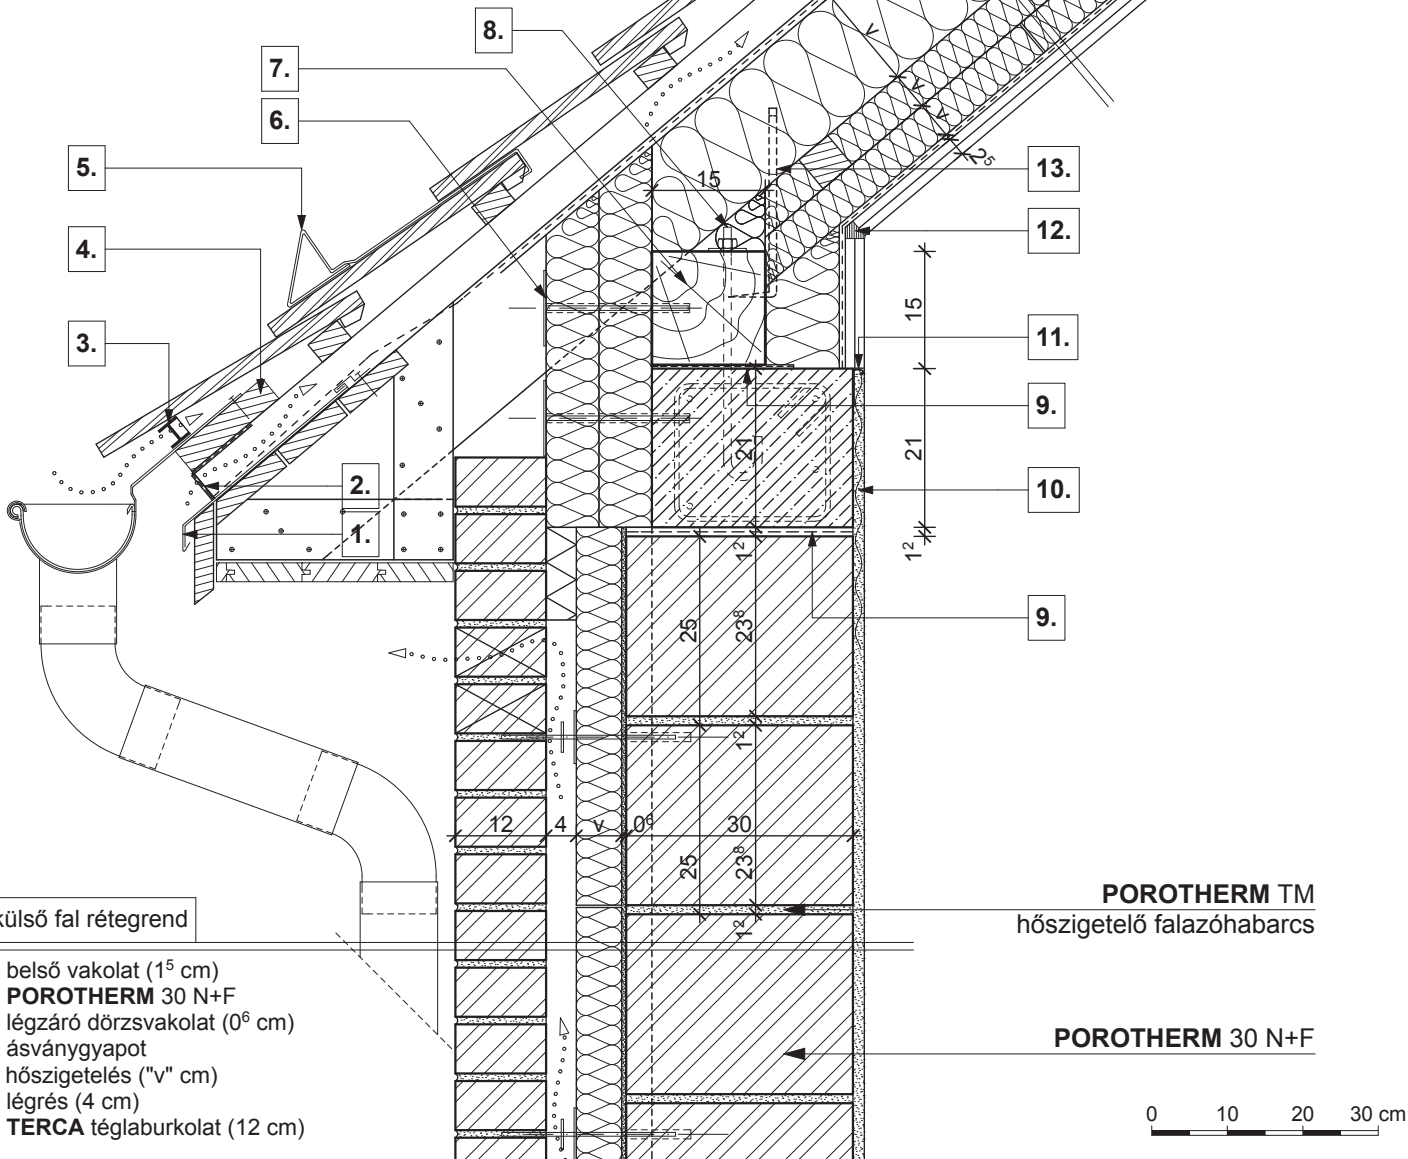 8.
7.
6.
5.
4.
3.
2.
1.
13.
12.
11.
9.
10.
9.
v
v
v
2⁵
15
15
21
21
1²
1²
25
23⁸
1²
12
4
v
0⁶
30
25
23⁸
1²
POROTHERM TM
hőszigetelő falazóhabarcs
POROTHERM 30 N+F
külső fal rétegrend
belső vakolat (1⁵ cm)
POROTHERM 30 N+F
légzáró dörzsvakolat (0⁶ cm)
ásványgyapot
hőszigetelés ("v" cm)
légrés (4 cm)
TERCA téglaburkolat (12 cm)
0 10 20 30 cm